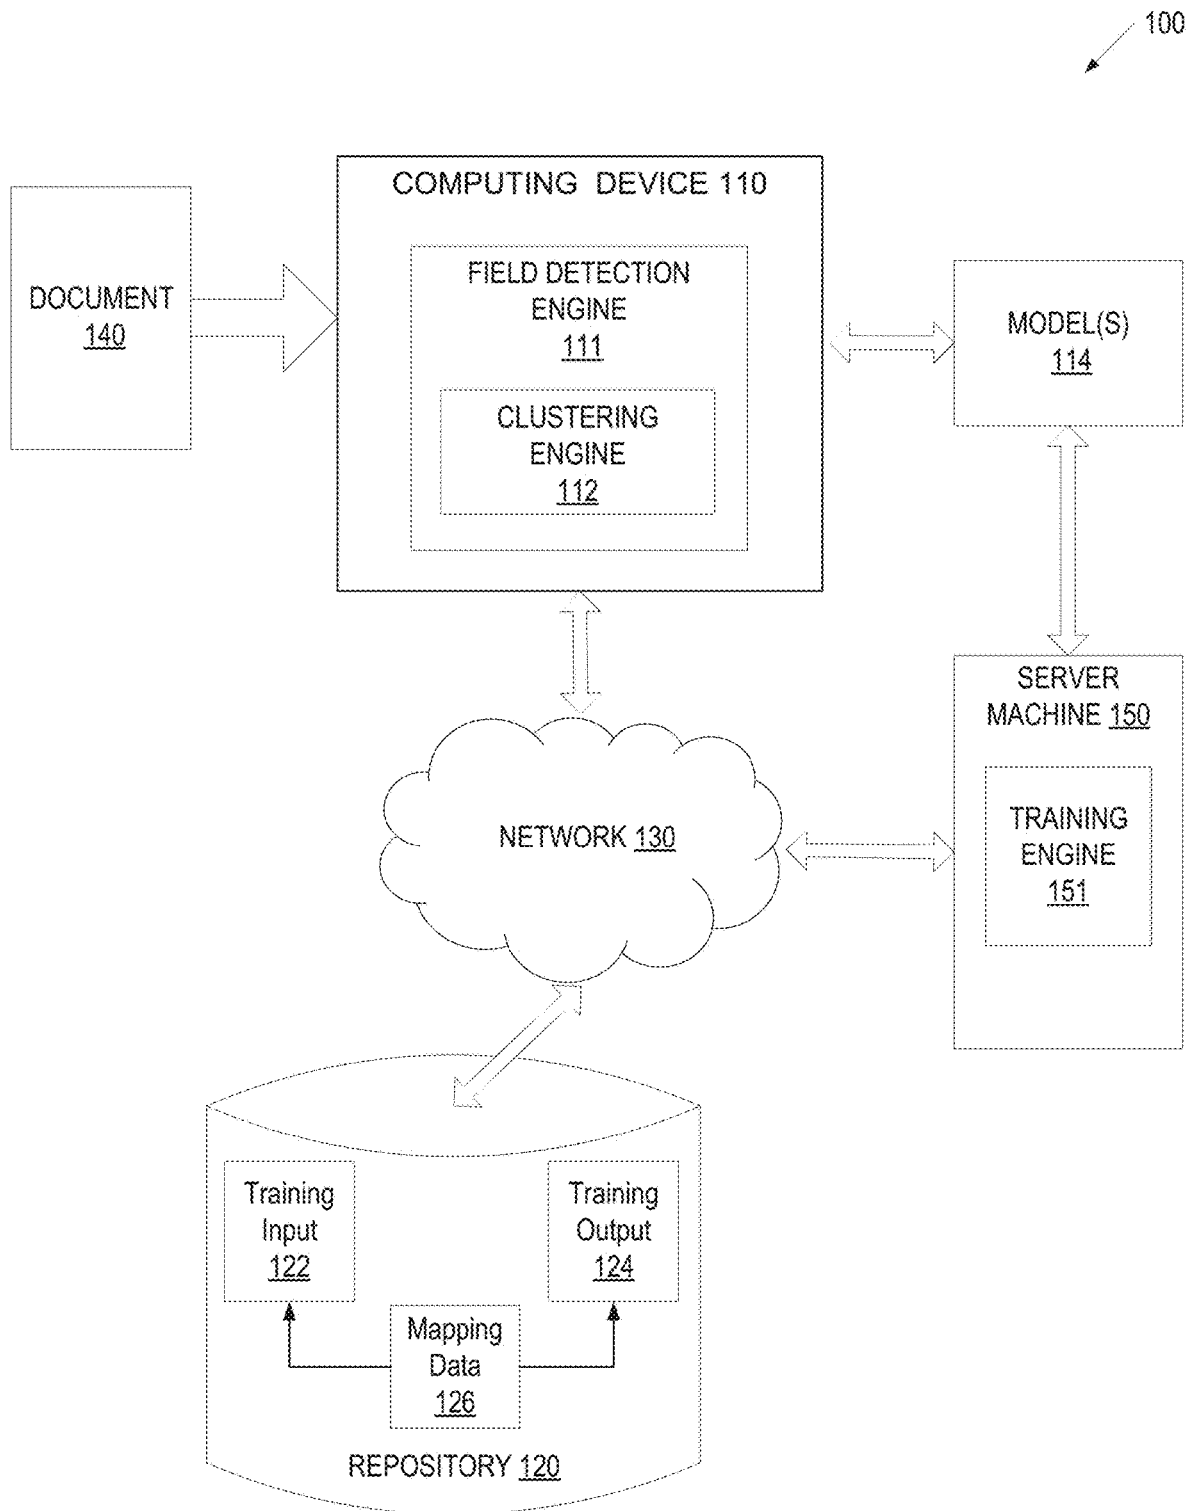 100
COMPUTING DEVICE 110
FIELD DETECTION
ENGINE
111
CLUSTERING
ENGINE
112
DOCUMENT
140
MODEL(S)
114
SERVER
MACHINE 150
TRAINING
ENGINE
151
NETWORK 130
Training
Input
122
Training
Output
124
Mapping
Data
126
REPOSITORY 120